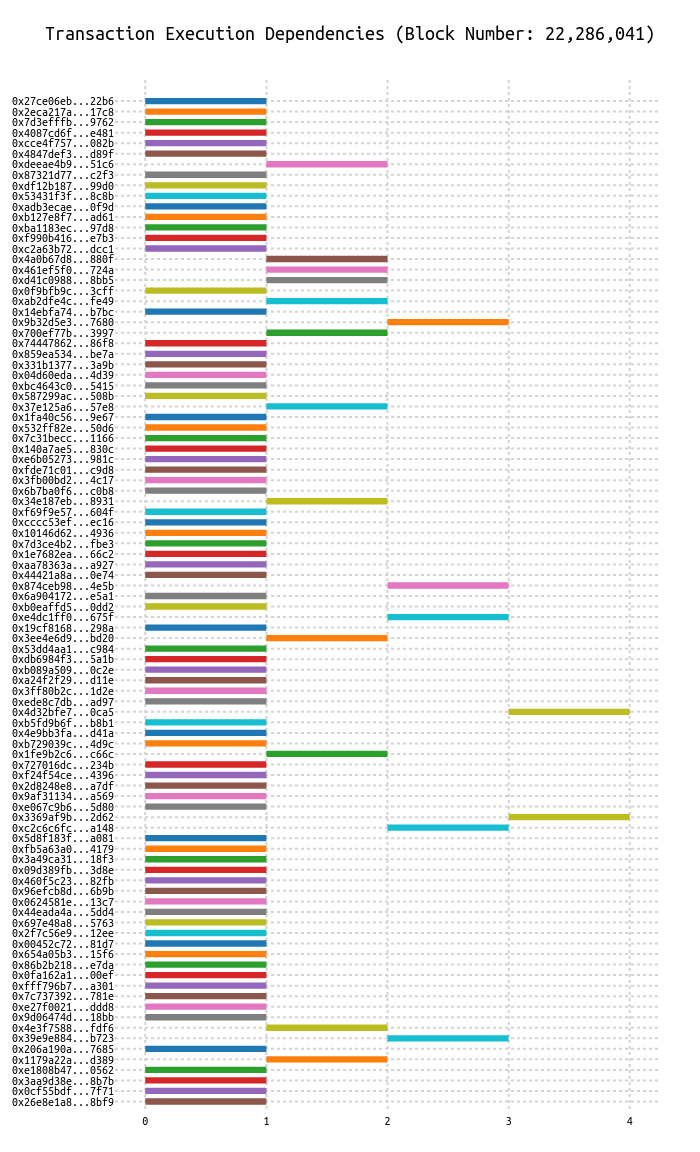 Transaction Execution Dependencies (Block Number: 22,286,041)
0x27ce06eb...22b6
0x2eca217a...17c8
0x7d3efffb...9762
0x4087cd6f...e481
0xcce4f757...082b
0x4847def3...d89f
0xdeeae4b9...51c6
0x87321d77...c2f3
0xdf12b187...99d0
0x53431f3f...8c8b
0xadb3ecae...0f9d
0xb127e8f7...ad61
0xba1183ec...97d8
0xf990b416...e7b3
0xc2a63b72...dcc1
0x4a0b67d8...880f
0x461ef5f0...724a
0xd41c0988...8bb5
0x0f9bfb9c...3cff
0xab2dfe4c...fe49
0x14ebfa74...b7bc
0x9b32d5e3...7680
0x700ef77b...3997
0x74447862...86f8
0x859ea534...be7a
0x331b1377...3a9b
0x04d60eda...4d39
0xbc4643c0...5415
0x587299ac...508b
0x37e125a6...57e8
0x1fa40c56...9e67
0x532ff82e...50d6
0x7c31becc...1166
0x140a7ae5...830c
0xe6b05273...981c
0xfde71c01...c9d8
0x3fb00bd2...4c17
0x6b7ba0f6...c0b8
0x34e187eb...8931
0xf69f9e57...604f
0xcccc53ef...ec16
0x10146d62...4936
0x7d3ce4b2...fbe3
0x1e7682ea...66c2
0xaa78363a...a927
0x44421a8a...0e74
0x874ceb98...4e5b
0x6a904172...e5a1
0xb0eaffd5...0dd2
0xe4dc1ff0...675f
0x19cf8168...298a
0x3ee4e6d9...bd20
0x53dd4aa1...c984
0xdb6984f3...5a1b
0xb089a509...0c2e
0xa24f2f29...d11e
0x3ff80b2c...1d2e
0xede8c7db...ad97
0x4d32bfe7...0ca5
0xb5fd9b6f...b8b1
0x4e9bb3fa...d41a
0xb729039c...4d9c
0x1fe9b2c6...c66c
0x727016dc...234b
0xf24f54ce...4396
0x2d8248e8...a7df
0x9af31134...a569
0xe067c9b6...5d80
0x3369af9b...2d62
0xc2c6c6fc...a148
0x5d8f183f...a081
0xfb5a63a0...4179
0x3a49ca31...18f3
0x09d389fb...3d8e
0x460f5c23...82fb
0x96efcb8d...6b9b
0x0624581e...13c7
0x44eada4a...5dd4
0x697e48a8...5763
0x2f7c56e9...12ee
0x00452c72...81d7
0x654a05b3...15f6
0x86b2b218...e7da
0x0fa162a1...00ef
0xfff796b7...a301
0x7c737392...781e
0xe27f0021...ddd8
0x9d06474d...18bb
0x4e3f7588...fdf6
0x39e9e884...b723
0x206a190a...7685
0x1179a22a...d389
0xe1808b47...0562
0x3aa9d38e...8b7b
0x0cf55bdf...7f71
0x26e8e1a8...8bf9
0 1 2 3 4